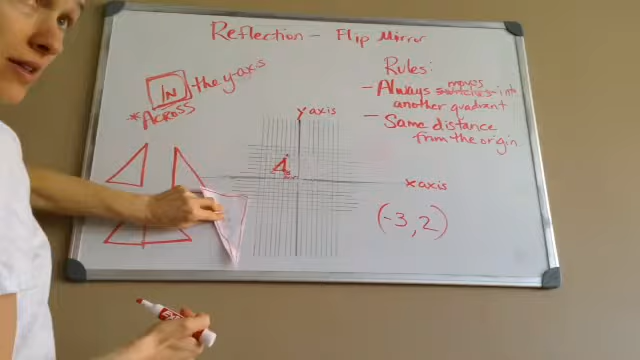 Reflection - Flip Mirror
IN the y-axis
*Across
Rules:
- Always moves into
another quadrant
- Same distance
from the origin
y axis
x axis
(-3, 2)